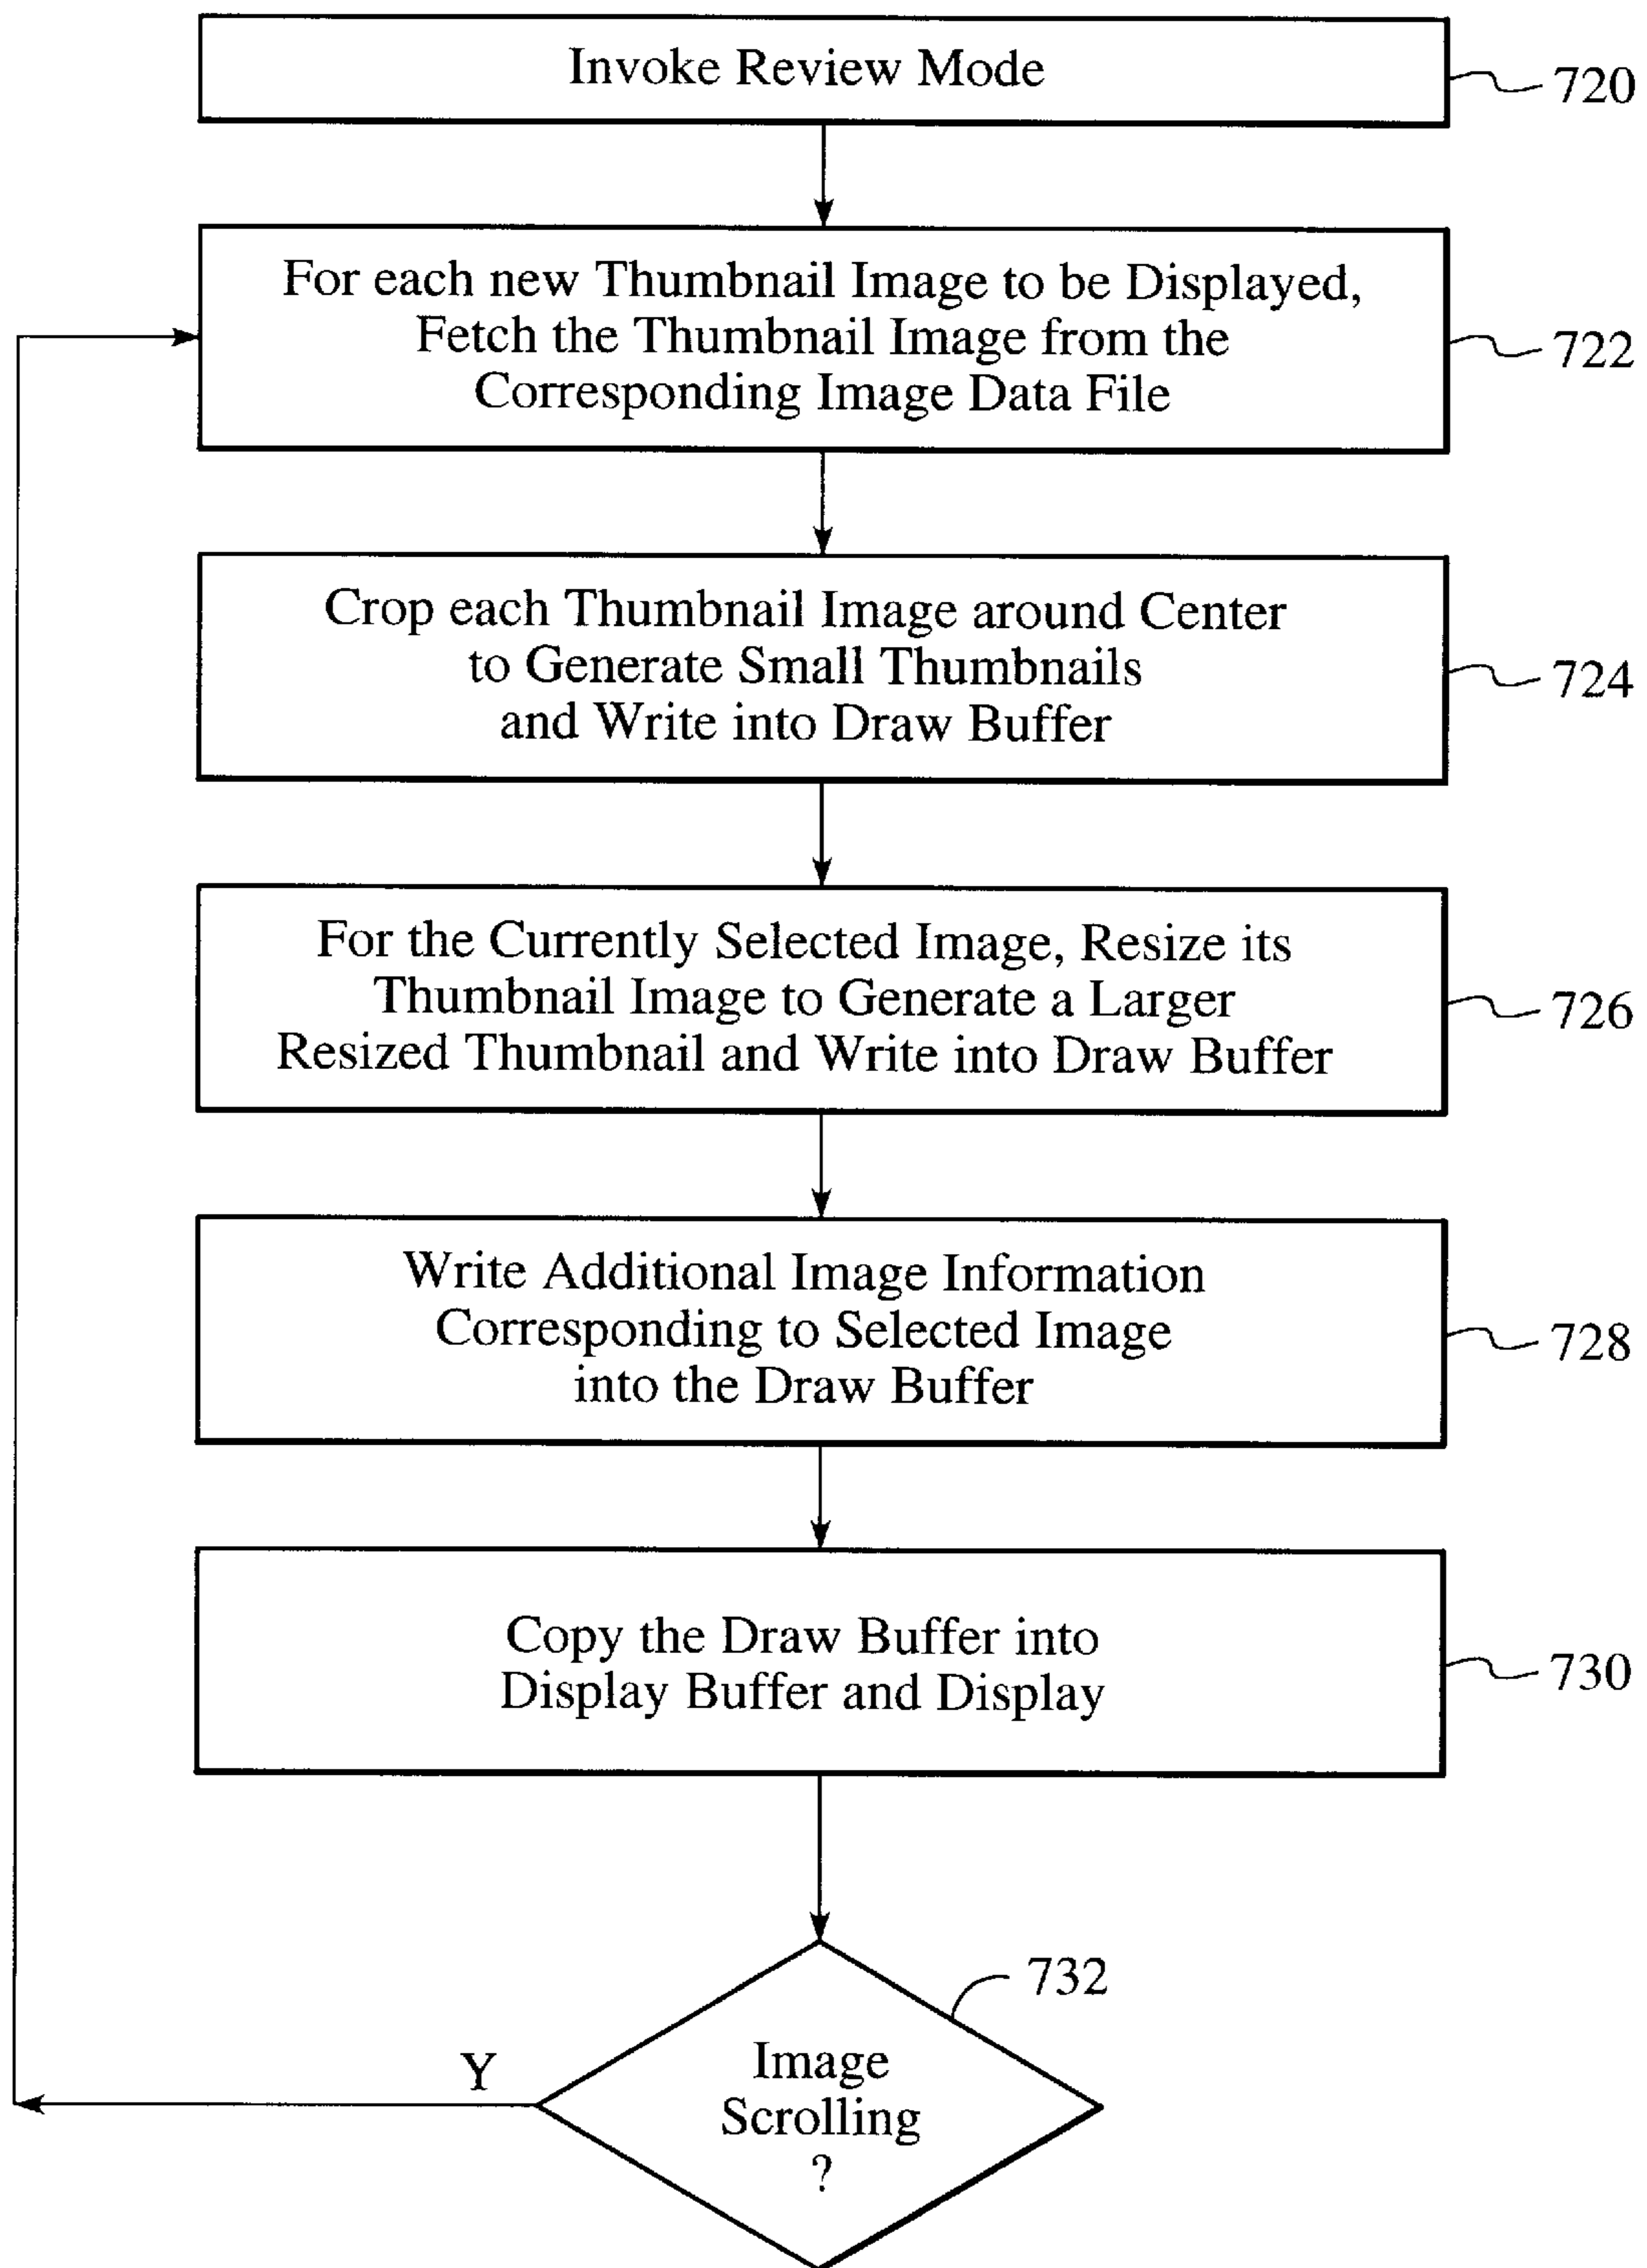 Invoke Review Mode
720
For each new Thumbnail Image to be Displayed,
Fetch the Thumbnail Image from the
Corresponding Image Data File
722
Crop each Thumbnail Image around Center
to Generate Small Thumbnails
and Write into Draw Buffer
724
For the Currently Selected Image, Resize its
Thumbnail Image to Generate a Larger
Resized Thumbnail and Write into Draw Buffer
726
Write Additional Image Information
Corresponding to Selected Image
into the Draw Buffer
728
Copy the Draw Buffer into
Display Buffer and Display
730
732
Y
Image
Scrolling
?